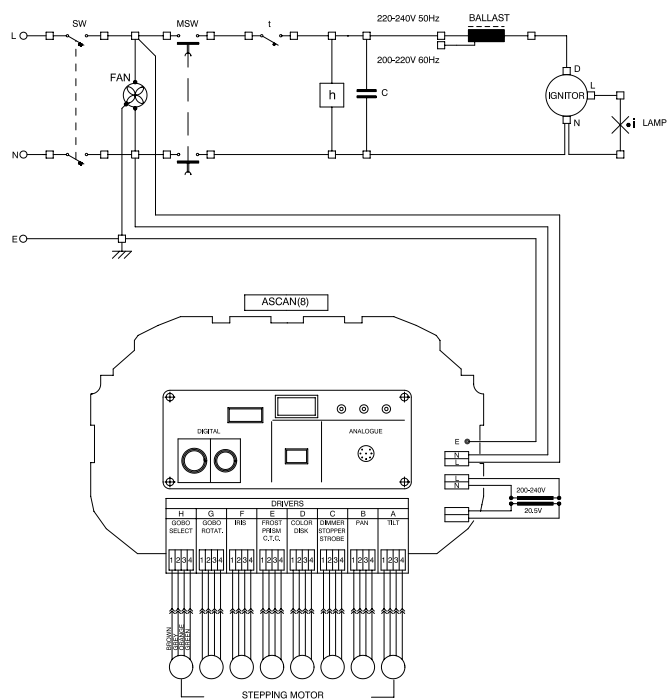 SW
MSW
t
220-240V 50Hz
BALLAST
L
200-220V 60Hz
FAN
D
L
h
C
IGNITOR
N
i LAMP
N
E
ASCAN(8)
DIGITAL
ANALOGUE
E
N
L
L
N
200-240V
20.5V
DRIVERS
H G F E D C B A
GOBO SELECT
GOBO ROTAT.
IRIS
FROST PRISM C.T.C.
COLOR DISK
DIMMER STOPPER STROBE
PAN
TILT
1 2 3 4 1 2 3 4 1 2 3 4 1 2 3 4 1 2 3 4 1 2 3 4 1 2 3 4 1 2 3 4
BROWN
GREY
ORANGE
GREEN
STEPPING MOTOR